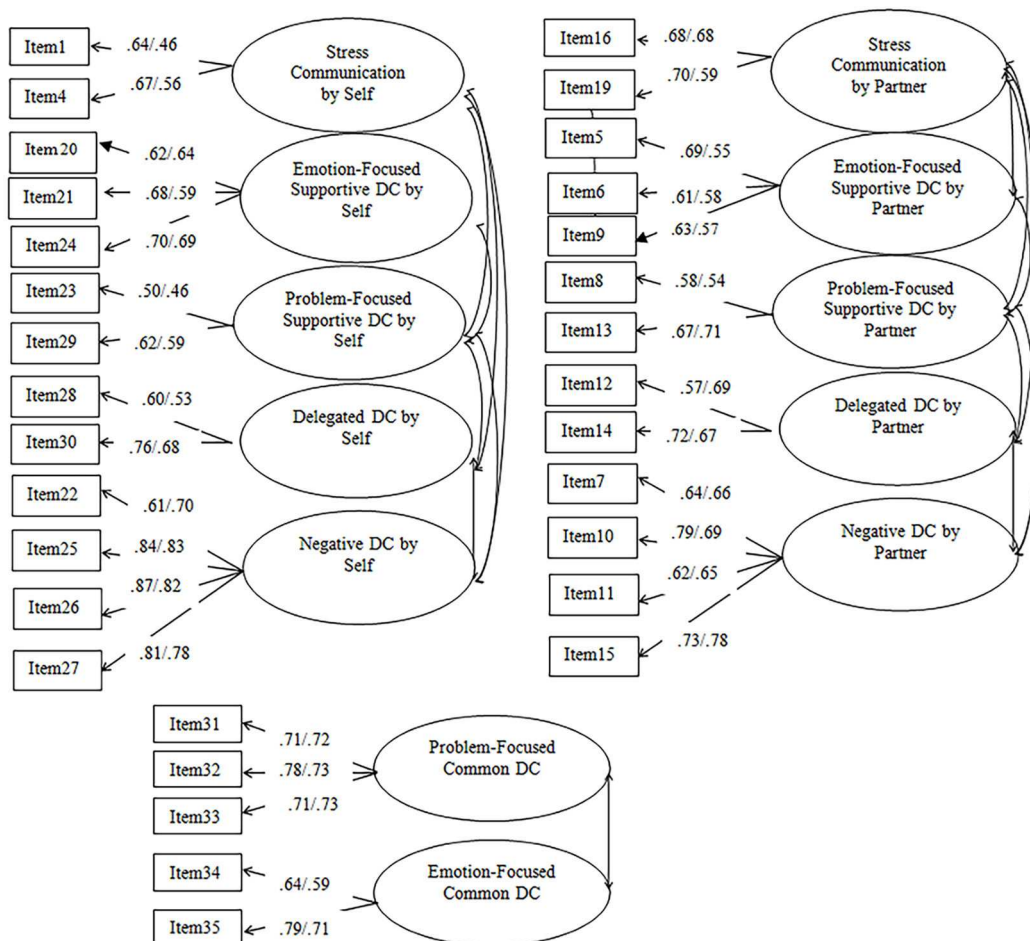 Item1
.64/.46
Item4
.67/.56
Stress
Communication
by Self
Item20
.62/.64
Item21
.68/.59
Item24
.70/.69
Emotion-Focused
Supportive DC by
Self
Item23
.50/.46
Item29
.62/.59
Problem-Focused
Supportive DC by
Self
Item28
.60/.53
Item30
.76/.68
Delegated DC by
Self
Item22
.61/.70
Item25
.84/.83
Item26
.87/.82
Item27
.81/.78
Negative DC by
Self
Item16
.68/.68
Item19
.70/.59
Stress
Communication
by Partner
Item5
.69/.55
Item6
.61/.58
Item9
.63/.57
Emotion-Focused
Supportive DC by
Partner
Item8
.58/.54
Item13
.67/.71
Problem-Focused
Supportive DC by
Partner
Item12
.57/.69
Item14
.72/.67
Delegated DC by
Partner
Item7
.64/.66
Item10
.79/.69
Item11
.62/.65
Item15
.73/.78
Negative DC by
Partner
Item31
.71/.72
Item32
.78/.73
Item33
.71/.73
Problem-Focused
Common DC
Item34
.64/.59
Item35
.79/.71
Emotion-Focused
Common DC